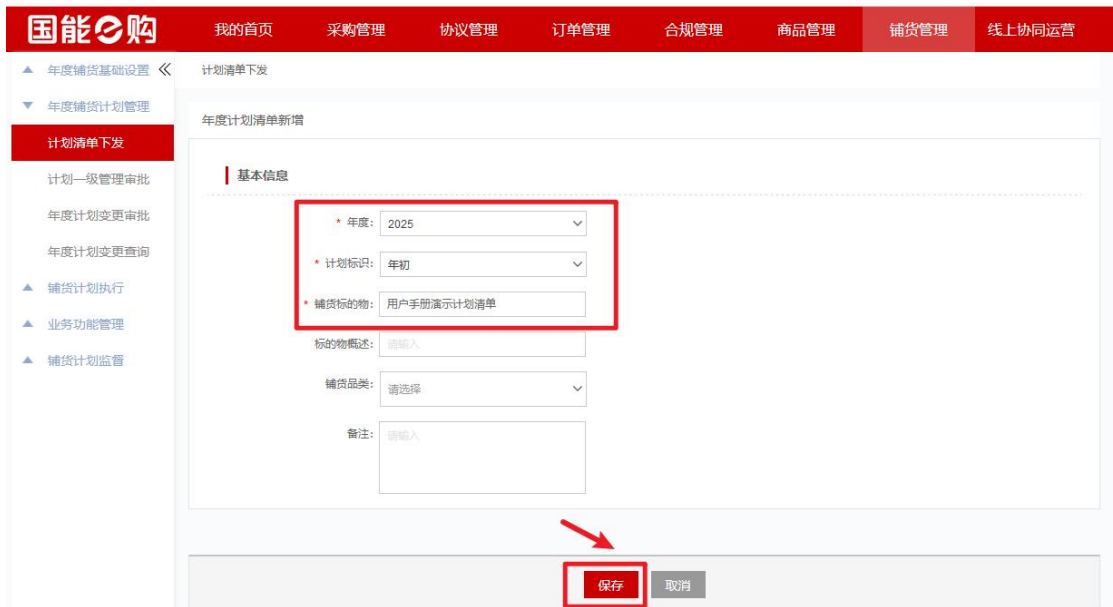 国能e购 我的首页 采购管理 协议管理 订单管理 合规管理 商品管理 铺货管理 线上协同运营
年度铺货基础设置
年度铺货计划管理
计划清单下发
计划一级管理审批
年度计划变更审批
年度计划变更查询
铺货计划执行
业务功能管理
铺货计划监督
计划清单下发
年度计划清单新增
基本信息
* 年度: 2025
* 计划标识: 年初
* 铺货标的物: 用户手册演示计划清单
标的物概述: 请输入
铺货品类: 请选择
备注: 请输入
保存 取消